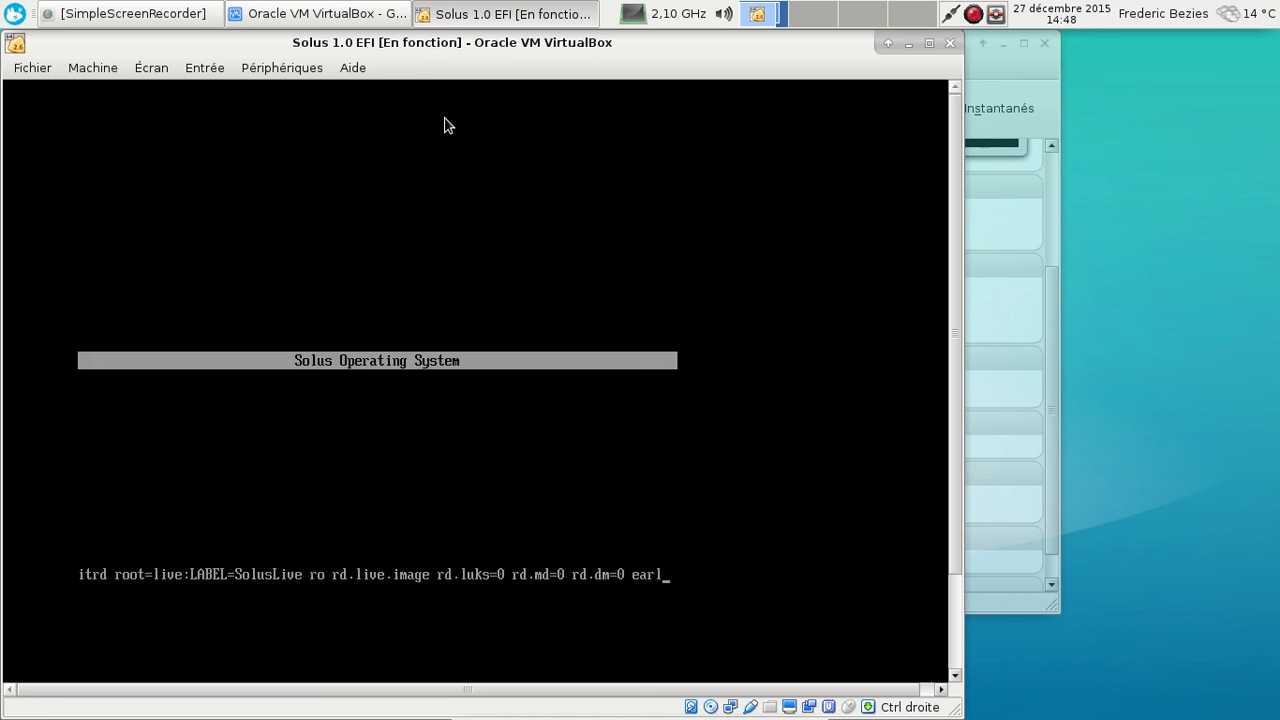 [SimpleScreenRecorder]
Oracle VM VirtualBox - G...
Solus 1.0 EFI [En fonctio...
2,10 GHz
27 décembre 2015
14:48
Frederic Bezies
14 °C
Solus 1.0 EFI [En fonction] - Oracle VM VirtualBox
Fichier Machine Écran Entrée Périphériques Aide
Instantanés
Solus Operating System
itrd root=live:LABEL=SolusLive ro rd.live.image rd.luks=0 rd.md=0 rd.dm=0 earl_
Ctrl droite